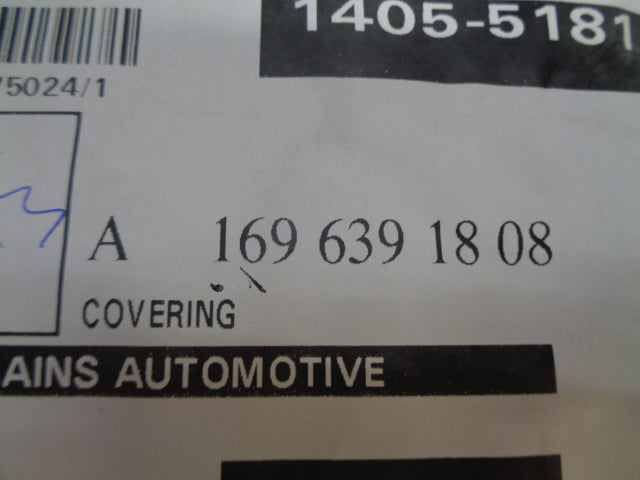 1405-5181
75024/1
A 169 639 18 08
COVERING
AINS AUTOMOTIVE